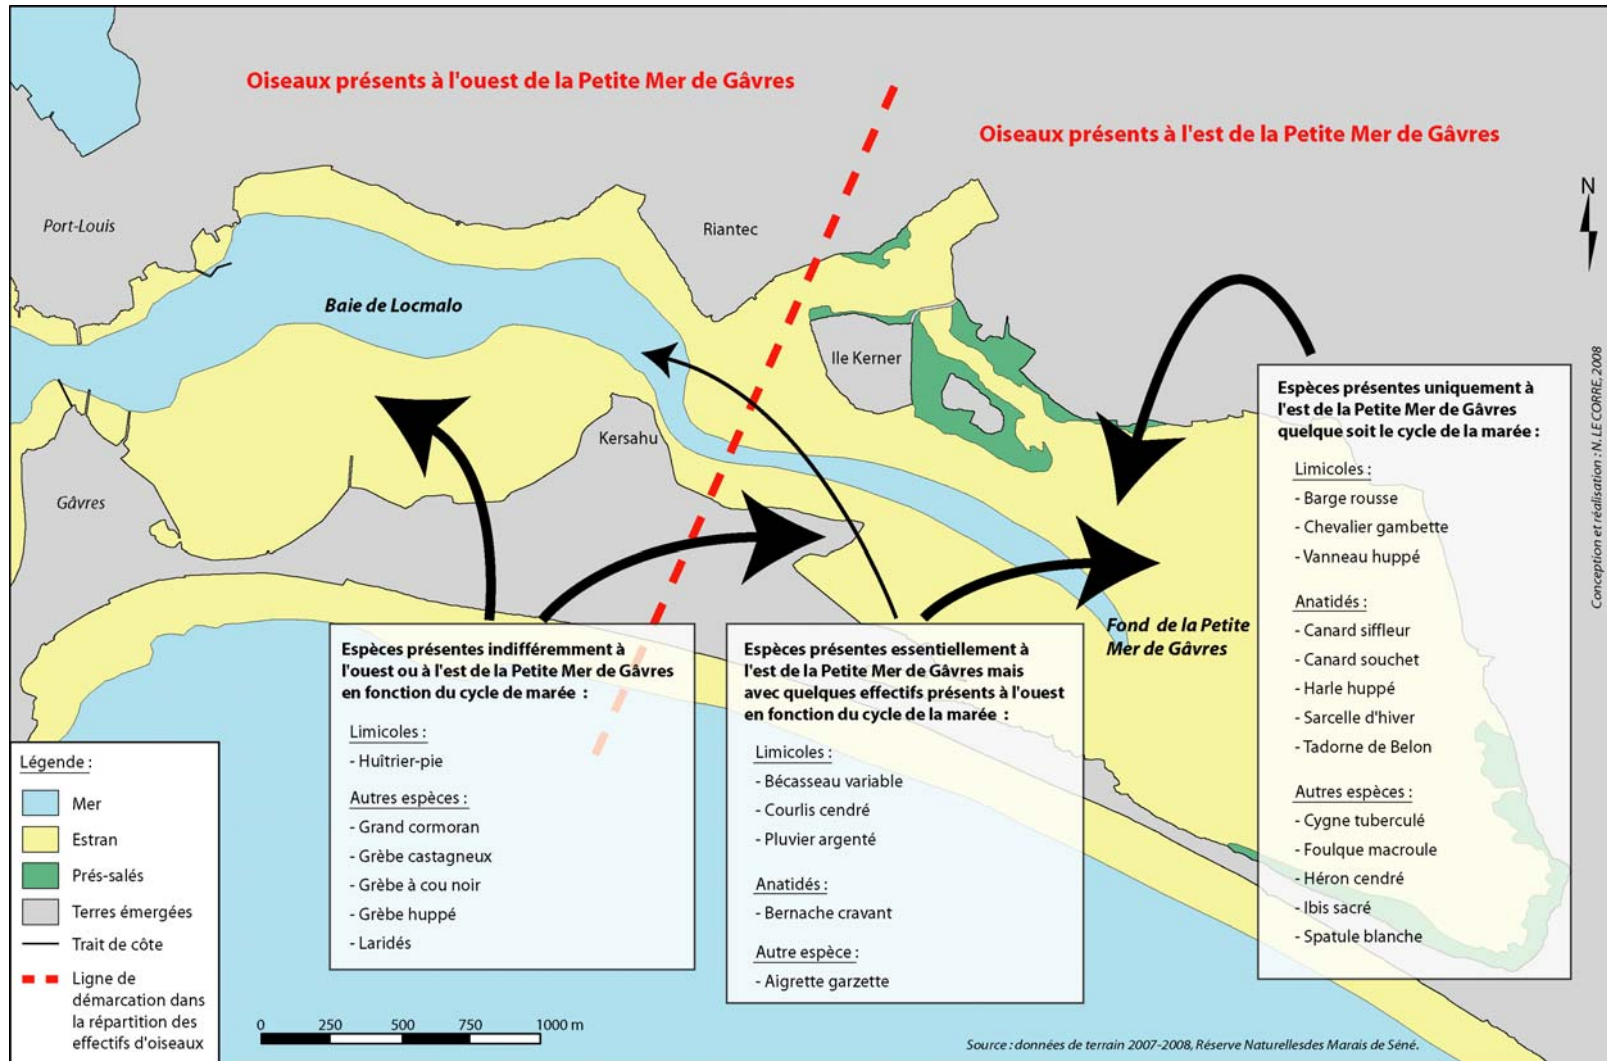 Oiseaux présents à l'ouest de la Petite Mer de Gâvres
Oiseaux présents à l'est de la Petite Mer de Gâvres
N
Port-Louis
Riantec
Baie de Locmalo
Ile Kerner
Kersahu
Gâvres
Fond de la Petite
Mer de Gâvres
Espèces présentes indifféremment à
l'ouest ou à l'est de la Petite Mer de Gâvres
en fonction du cycle de marée :
Limicoles :
- Huîtrier-pie
Autres espèces :
- Grand cormoran
- Grèbe castagneux
- Grèbe à cou noir
- Grèbe huppé
- Laridés
Espèces présentes essentiellement à
l'est de la Petite Mer de Gâvres mais
avec quelques effectifs présents à l'ouest
en fonction du cycle de la marée :
Limicoles :
- Bécasseau variable
- Courlis cendré
- Pluvier argenté
Anatidés :
- Bernache cravant
Autre espèce :
- Aigrette garzette
Espèces présentes uniquement à
l'est de la Petite Mer de Gâvres
quelque soit le cycle de la marée :
Limicoles :
- Barge rousse
- Chevalier gambette
- Vanneau huppé
Anatidés :
- Canard siffleur
- Canard souchet
- Harle huppé
- Sarcelle d'hiver
- Tadorne de Belon
Autres espèces :
- Cygne tuberculé
- Foulque macroule
- Héron cendré
- Ibis sacré
- Spatule blanche
Légende :
Mer
Estran
Prés-salés
Terres émergées
Trait de côte
Ligne de
démarcation dans
la répartition des
effectifs d'oiseaux
0 250 500 750 1000 m
Source : données de terrain 2007-2008, Réserve Naturellesdes Marais de Séné.
Conception et réalisation : N. LE CORRE, 2008